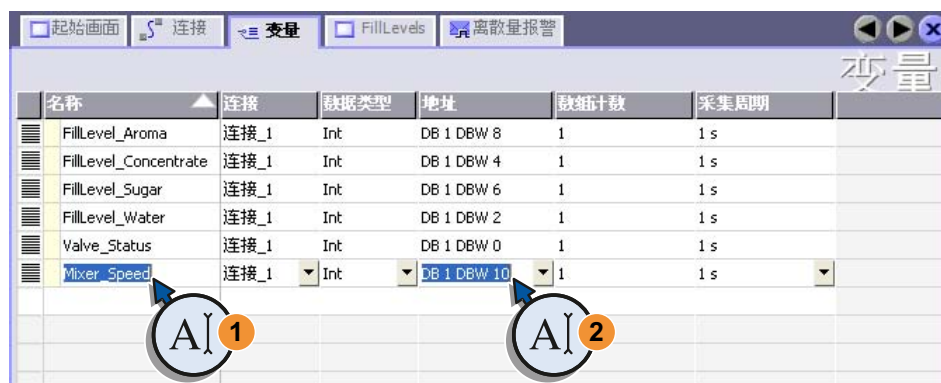 起始画面 连接 变量 FillLevels 离散量报警
变量
名称 连接 数据类型 地址 数组计数 采集周期
FillLevel_Aroma 连接_1 Int DB 1 DBW 8 1 1 s
FillLevel_Concentrate 连接_1 Int DB 1 DBW 4 1 1 s
FillLevel_Sugar 连接_1 Int DB 1 DBW 6 1 1 s
FillLevel_Water 连接_1 Int DB 1 DBW 2 1 1 s
Valve_Status 连接_1 Int DB 1 DBW 0 1 1 s
Mixer_Speed 连接_1 Int DB 1 DBW 10 1 1 s
A 1 A 2